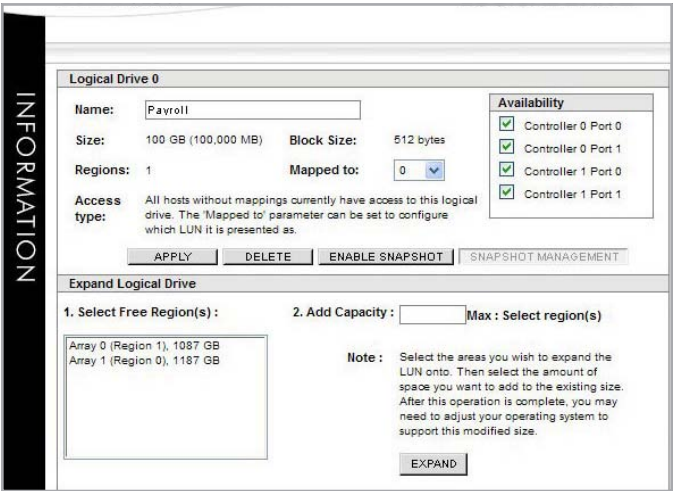 INFORMATION
Logical Drive 0
Name: Payroll
Size: 100 GB (100,000 MB) Block Size: 512 bytes
Regions: 1 Mapped to: 0
Access type: All hosts without mappings currently have access to this logical
drive. The 'Mapped to' parameter can be set to configure
which LUN it is presented as.
Availability
Controller 0 Port 0
Controller 0 Port 1
Controller 1 Port 0
Controller 1 Port 1
APPLY DELETE ENABLE SNAPSHOT SNAPSHOT MANAGEMENT
Expand Logical Drive
1. Select Free Region(s) : 2. Add Capacity : Max : Select region(s)
Array 0 (Region 1), 1087 GB
Array 1 (Region 0), 1187 GB
Note : Select the areas you wish to expand the
LUN onto. Then select the amount of
space you want to add to the existing size.
After this operation is complete, you may
need to adjust your operating system to
support this modified size.
EXPAND